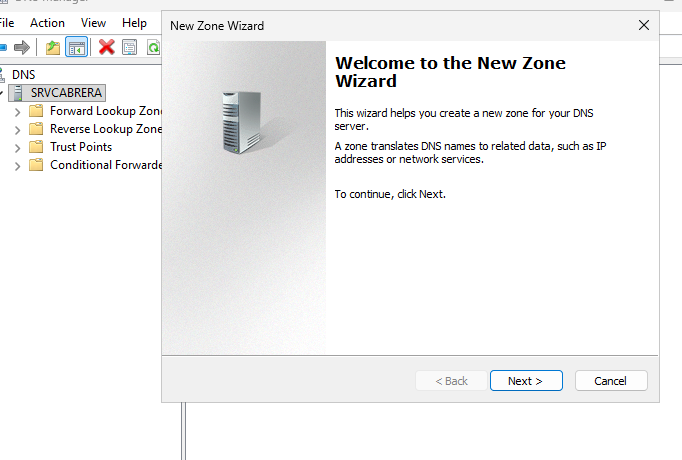 New Zone Wizard
File Action View Help
DNS
SRVCABRERA
Forward Lookup Zon
Reverse Lookup Zone
Trust Points
Conditional Forwarde
Welcome to the New Zone
Wizard
This wizard helps you create a new zone for your DNS
server.
A zone translates DNS names to related data, such as IP
addresses or network services.
To continue, click Next.
< Back Next > Cancel